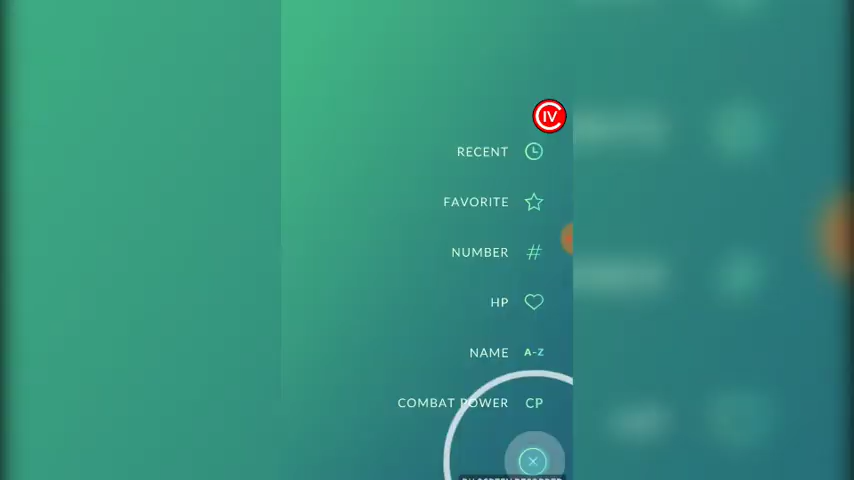 IV
RECENT
FAVORITE
NUMBER #
HP
NAME A-Z
COMBAT POWER CP